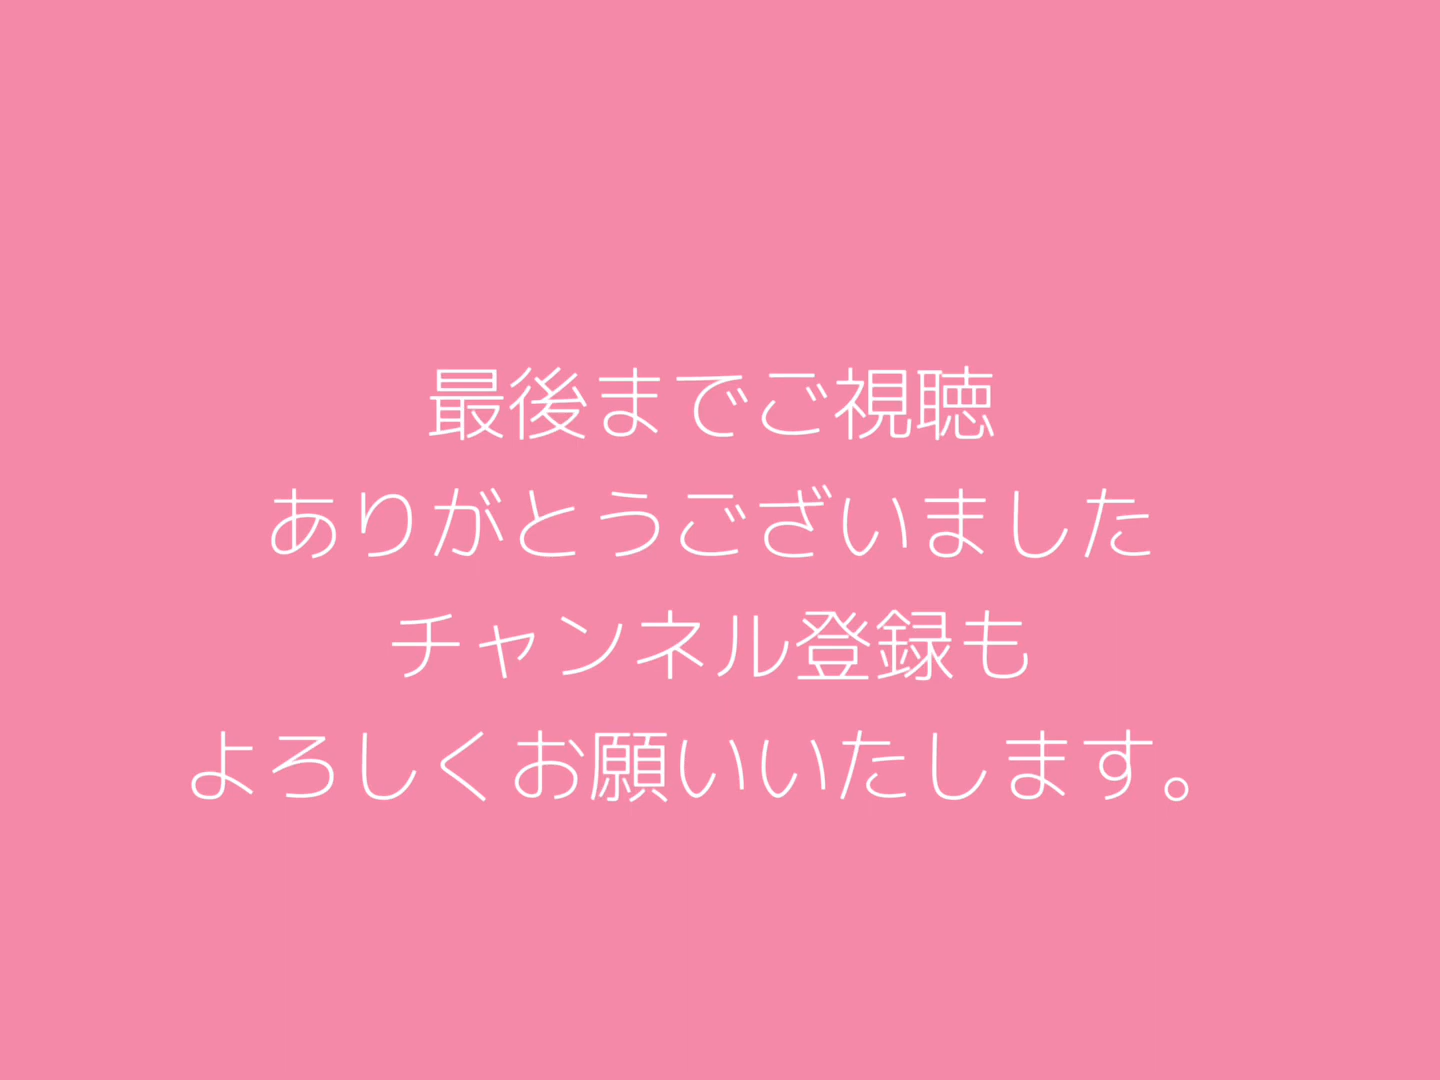 最後までご視聴
ありがとうございました
チャンネル登録も
よろしくお願いいたします。